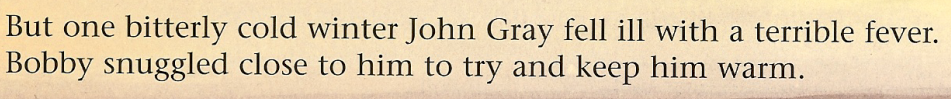 But one bitterly cold winter John Gray fell ill with a terrible fever.
Bobby snuggled close to him to try and keep him warm.